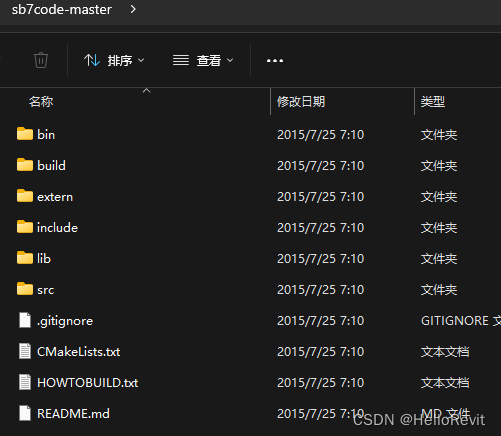 sb7code-master
排序 查看
名称 修改日期 类型
bin 2015/7/25 7:10 文件夹
build 2015/7/25 7:10 文件夹
extern 2015/7/25 7:10 文件夹
include 2015/7/25 7:10 文件夹
lib 2015/7/25 7:10 文件夹
src 2015/7/25 7:10 文件夹
.gitignore 2015/7/25 7:10 GITIGNORE 文
CMakeLists.txt 2015/7/25 7:10 文本文档
HOWTOBUILD.txt 2015/7/25 7:10 文本文档
README.md 2015/7/25 7:10 MD 文件
CSDN @HelloRevit